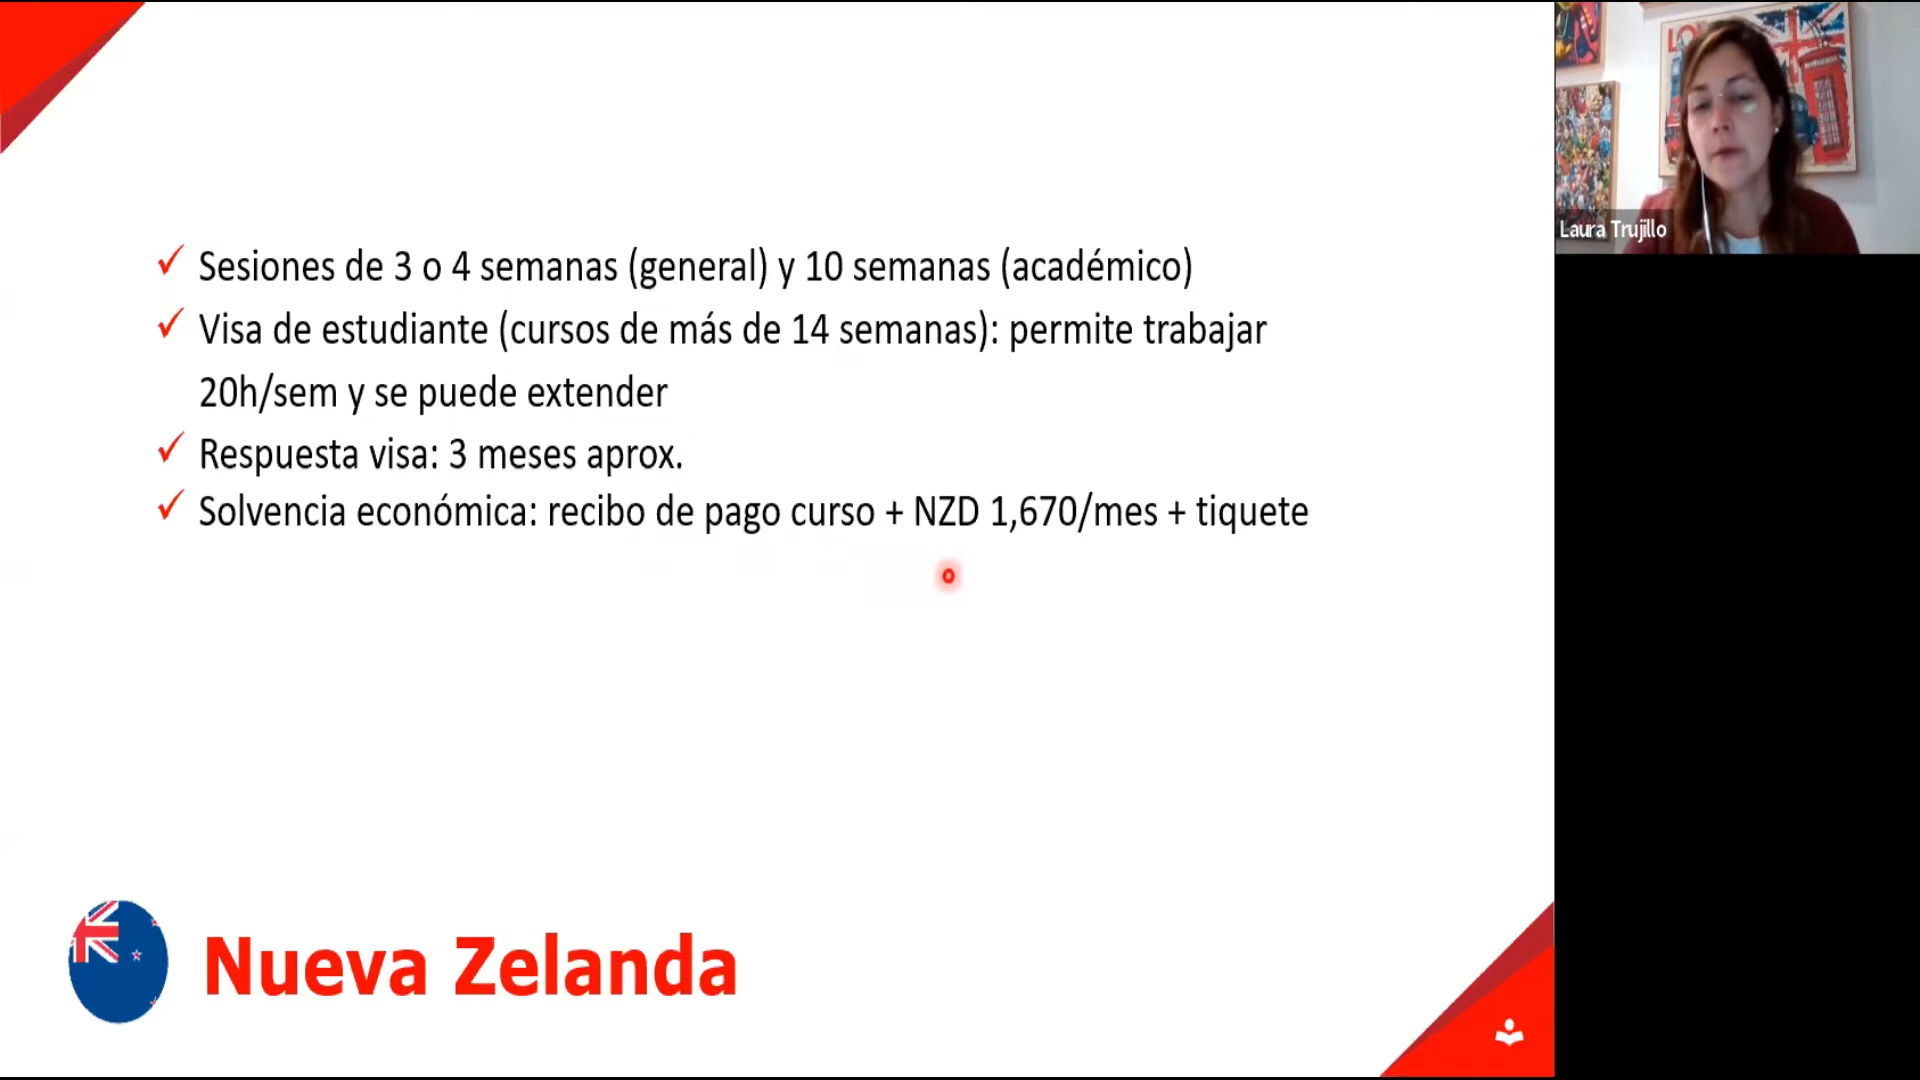 Sesiones de 3 o 4 semanas (general) y 10 semanas (académico)
Visa de estudiante (cursos de más de 14 semanas): permite trabajar
20h/sem y se puede extender
Respuesta visa: 3 meses aprox.
Solvencia económica: recibo de pago curso + NZD 1,670/mes + tiquete
Nueva Zelanda
LO
Laura Trujillo